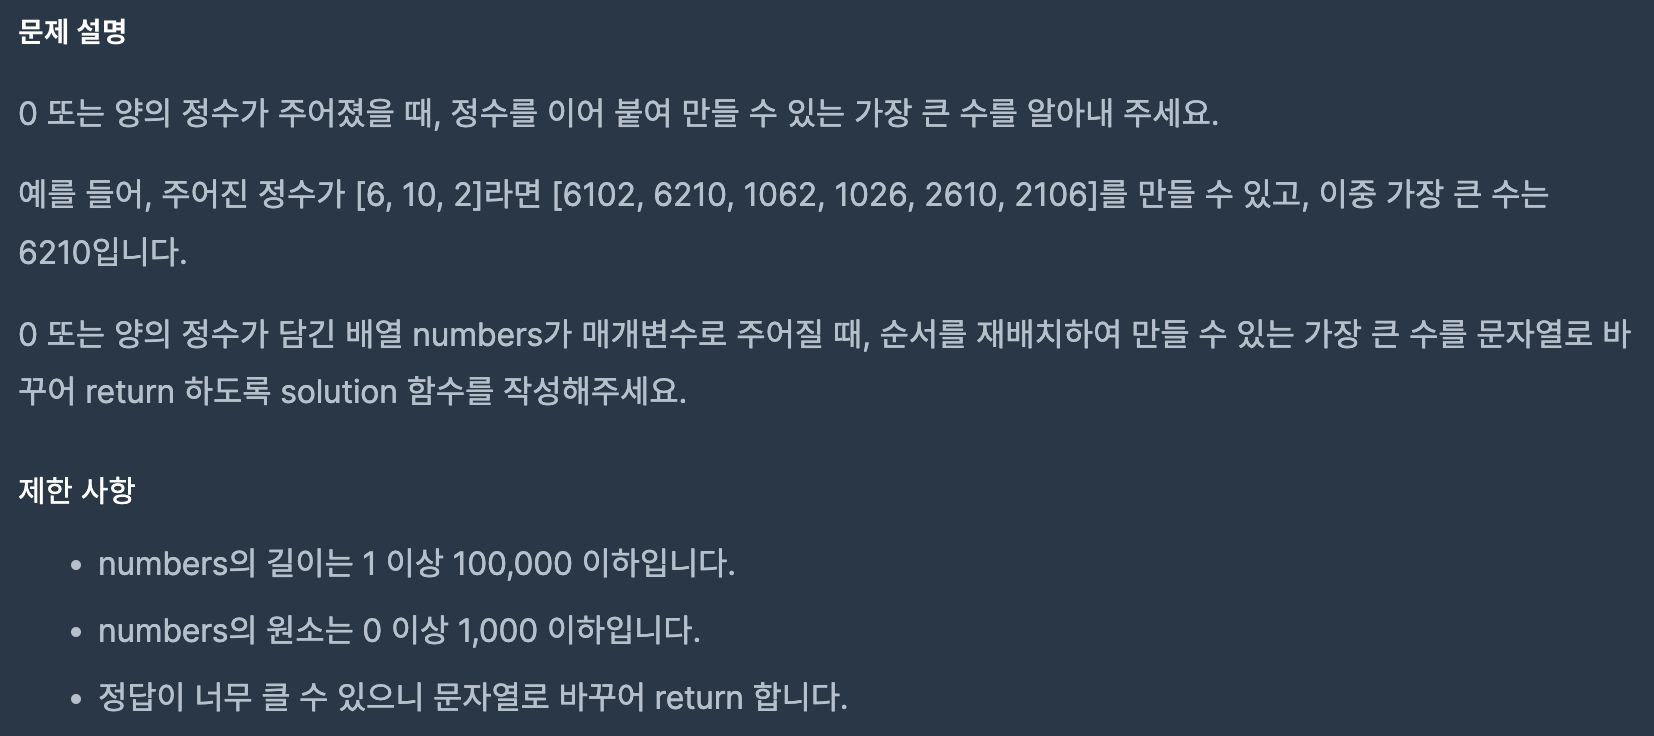 문제 설명
0 또는 양의 정수가 주어졌을 때, 정수를 이어 붙여 만들 수 있는 가장 큰 수를 알아내 주세요.
예를 들어, 주어진 정수가 [6, 10, 2]라면 [6102, 6210, 1062, 1026, 2610, 2106]를 만들 수 있고, 이중 가장 큰 수는
6210입니다.
0 또는 양의 정수가 담긴 배열 numbers가 매개변수로 주어질 때, 순서를 재배치하여 만들 수 있는 가장 큰 수를 문자열로 바
꾸어 return 하도록 solution 함수를 작성해주세요.
제한 사항
• numbers의 길이는 1 이상 100,000 이하입니다.
• numbers의 원소는 0 이상 1,000 이하입니다.
• 정답이 너무 클 수 있으니 문자열로 바꾸어 return 합니다.